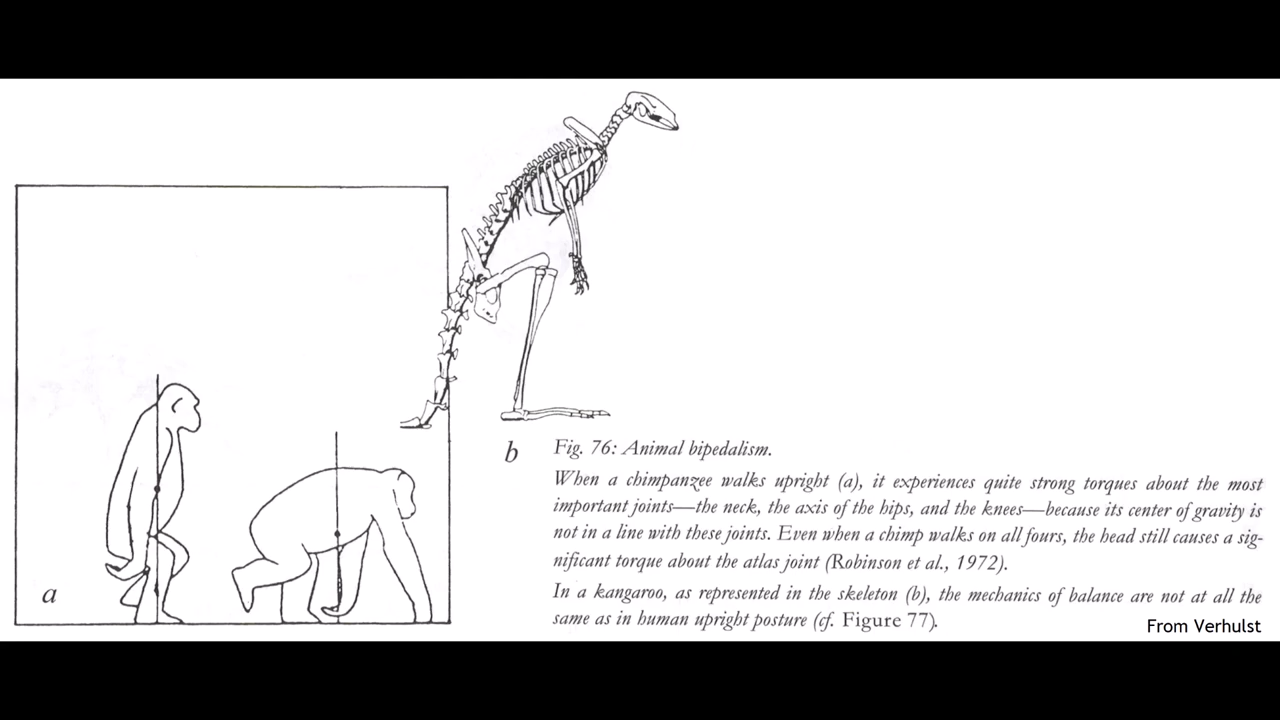 a
b
Fig. 76: Animal bipedalism.
When a chimpanzee walks upright (a), it experiences quite strong torques about the most
important joints—the neck, the axis of the hips, and the knees—because its center of gravity is
not in a line with these joints. Even when a chimp walks on all fours, the head still causes a sig-
nificant torque about the atlas joint (Robinson et al., 1972).
In a kangaroo, as represented in the skeleton (b), the mechanics of balance are not at all the
same as in human upright posture (cf. Figure 77).
From Verhulst